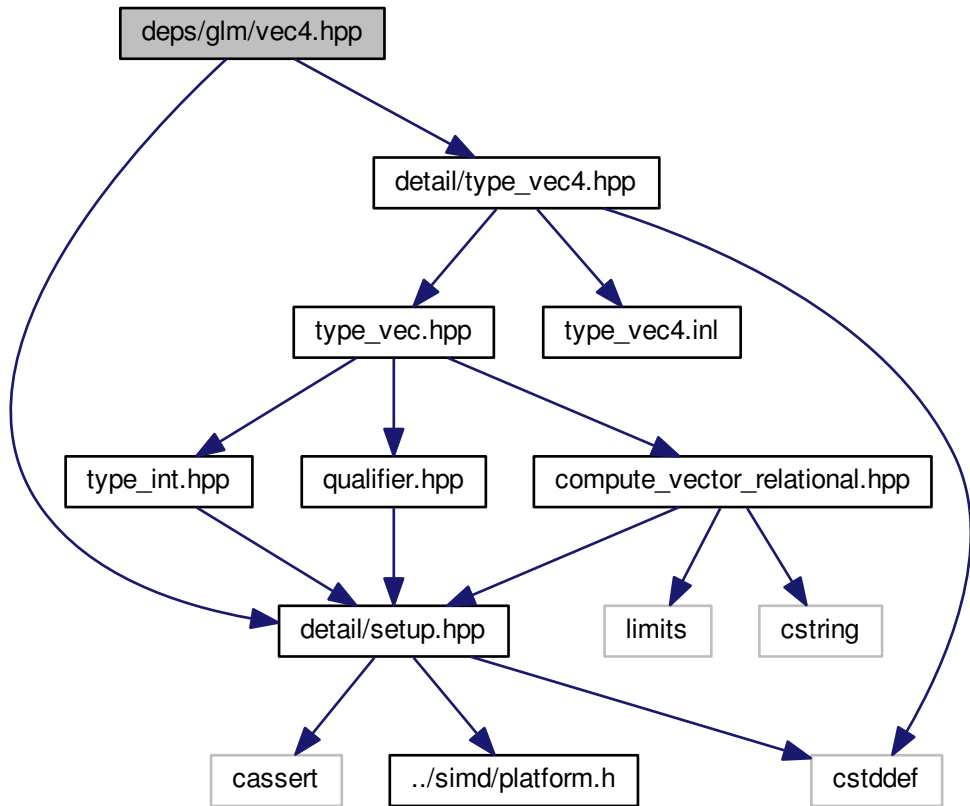 deps/glm/vec4.hpp
detail/type_vec4.hpp
type_vec.hpp
type_vec4.inl
type_int.hpp
qualifier.hpp
compute_vector_relational.hpp
detail/setup.hpp
limits
cstring
cassert
../simd/platform.h
cstddef